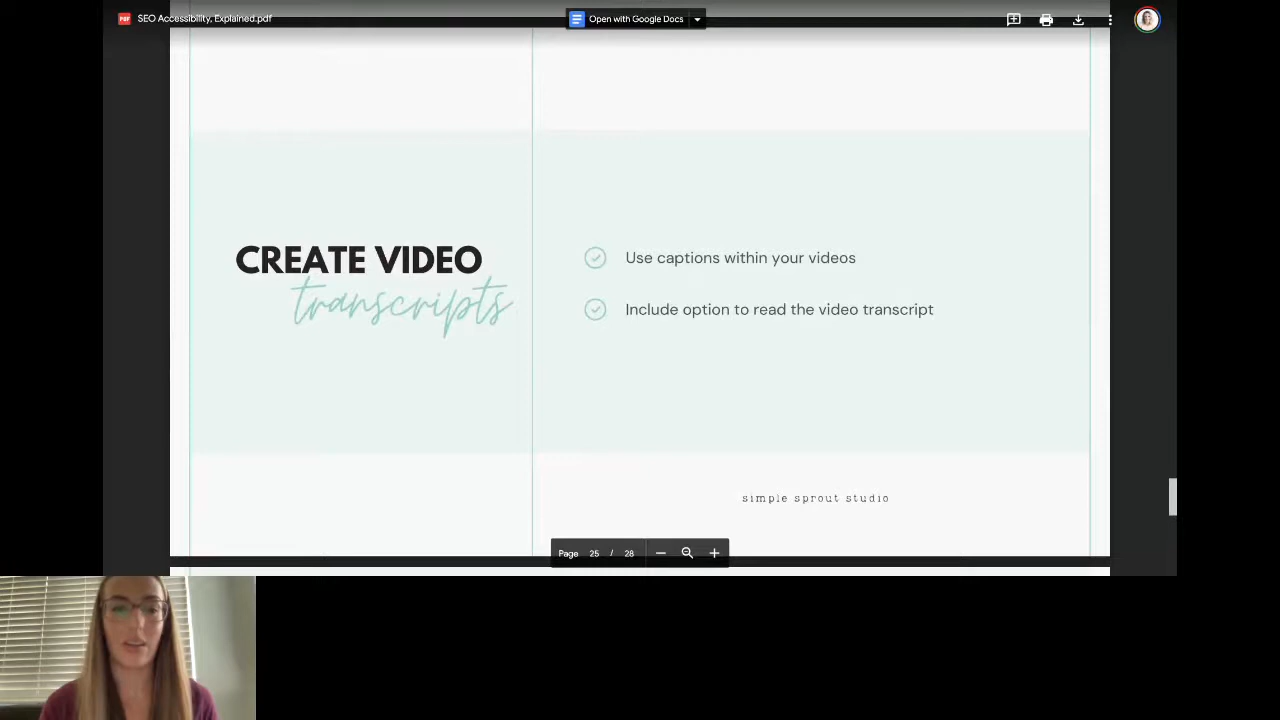 SEO Accessibility, Explained.pdf
Open with Google Docs
CREATE VIDEO
transcripts
Use captions within your videos
Include option to read the video transcript
simple sprout studio
Page 25 / 28